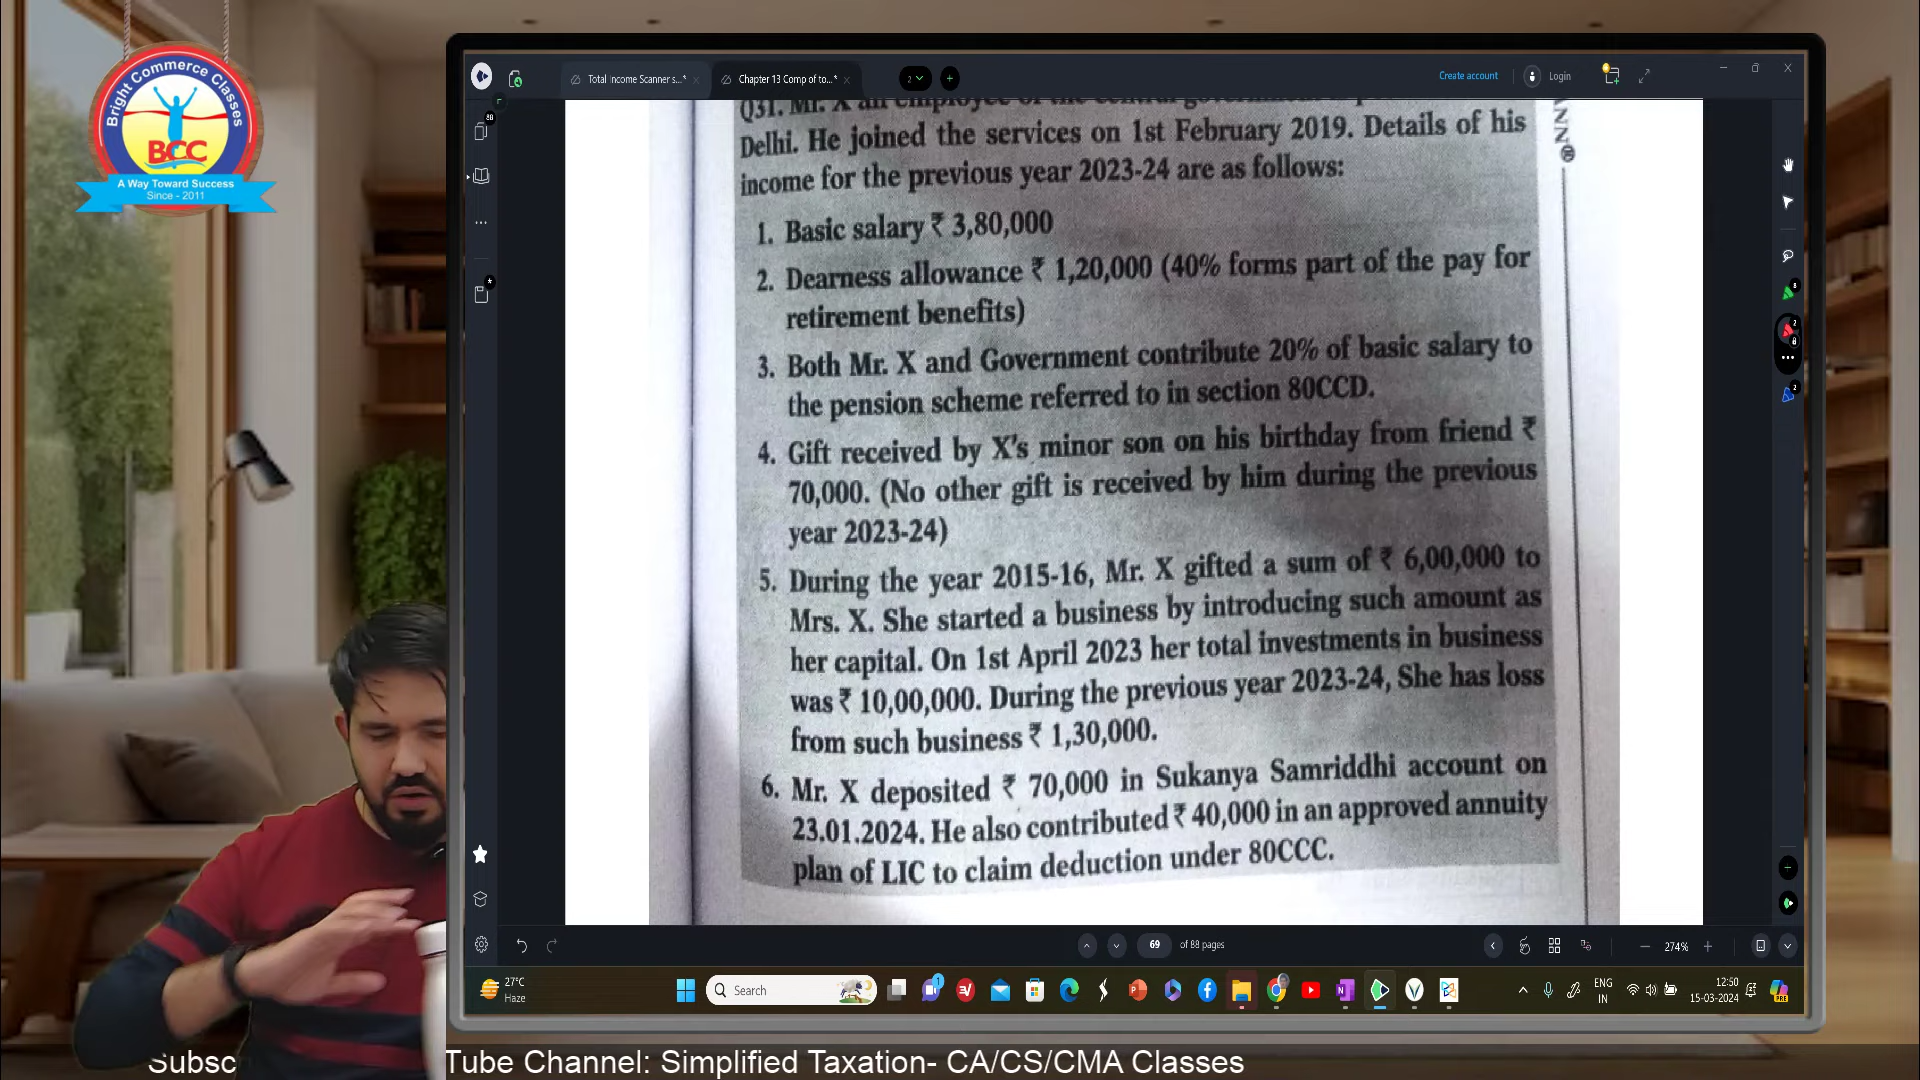 Bright Commerce Classes
BCC
A Way Toward Success
Since - 2011
Total Income Scanner s...*
Chapter 13 Comp of to...*
2
Create account
Login
Q31. Mr. X an employee of the central government
Delhi. He joined the services on 1st February 2019. Details of his
income for the previous year 2023-24 are as follows:
1. Basic salary ₹ 3,80,000
2. Dearness allowance ₹ 1,20,000 (40% forms part of the pay for
retirement benefits)
3. Both Mr. X and Government contribute 20% of basic salary to
the pension scheme referred to in section 80CCD.
4. Gift received by X's minor son on his birthday from friend ₹
70,000. (No other gift is received by him during the previous
year 2023-24)
5. During the year 2015-16, Mr. X gifted a sum of ₹ 6,00,000 to
Mrs. X. She started a business by introducing such amount as
her capital. On 1st April 2023 her total investments in business
was ₹ 10,00,000. During the previous year 2023-24, She has loss
from such business ₹ 1,30,000.
6. Mr. X deposited ₹ 70,000 in Sukanya Samriddhi account on
23.01.2024. He also contributed ₹ 40,000 in an approved annuity
plan of LIC to claim deduction under 80CCC.
69 of 88 pages
274%
27°C
Haze
Search
ENG
IN
12:50
15-03-2024
Subsc
Tube Channel: Simplified Taxation- CA/CS/CMA Classes